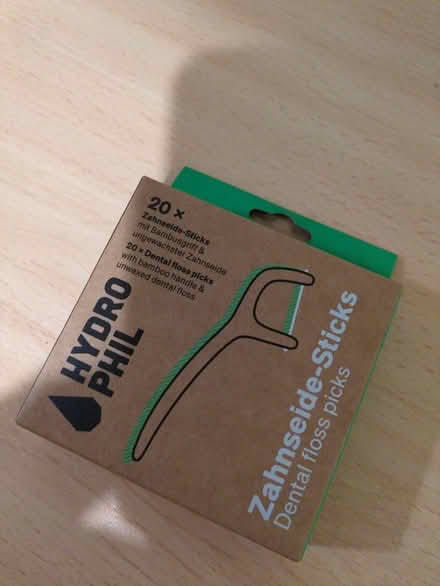 20 ×
Zahnseide-Sticks
mit Bambusgriff &
ungewachster Zahnseide
20 × Dental floss picks
with bamboo handle &
unwaxed dental floss
HYDRO
PHIL
Zahnseide-Sticks
Dental floss picks